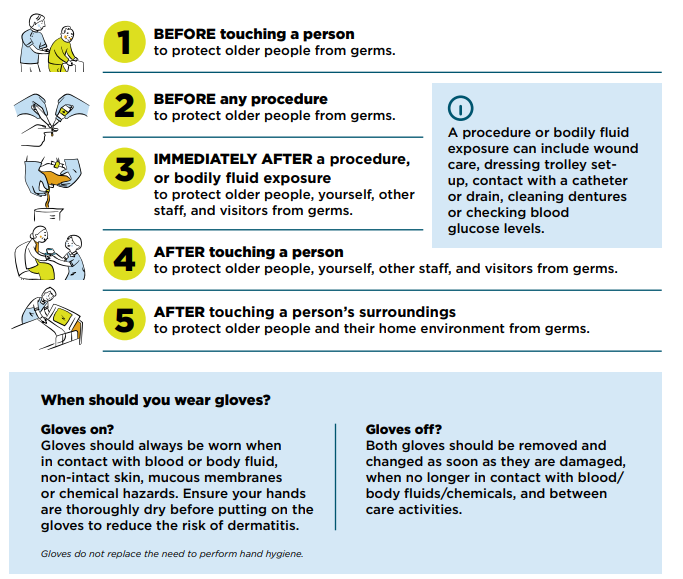 1
BEFORE touching a person
to protect older people from germs.
2
BEFORE any procedure
to protect older people from germs.
3
IMMEDIATELY AFTER a procedure,
or bodily fluid exposure
to protect older people, yourself, other
staff, and visitors from germs.
A procedure or bodily fluid
exposure can include wound
care, dressing trolley set-
up, contact with a catheter
or drain, cleaning dentures
or checking blood
glucose levels.
4
AFTER touching a person
to protect older people, yourself, other staff, and visitors from germs.
5
AFTER touching a person’s surroundings
to protect older people and their home environment from germs.
When should you wear gloves?
Gloves on?
Gloves should always be worn when
in contact with blood or body fluid,
non-intact skin, mucous membranes
or chemical hazards. Ensure your hands
are thoroughly dry before putting on the
gloves to reduce the risk of dermatitis.
Gloves off?
Both gloves should be removed and
changed as soon as they are damaged,
when no longer in contact with blood/
body fluids/chemicals, and between
care activities.
Gloves do not replace the need to perform hand hygiene.